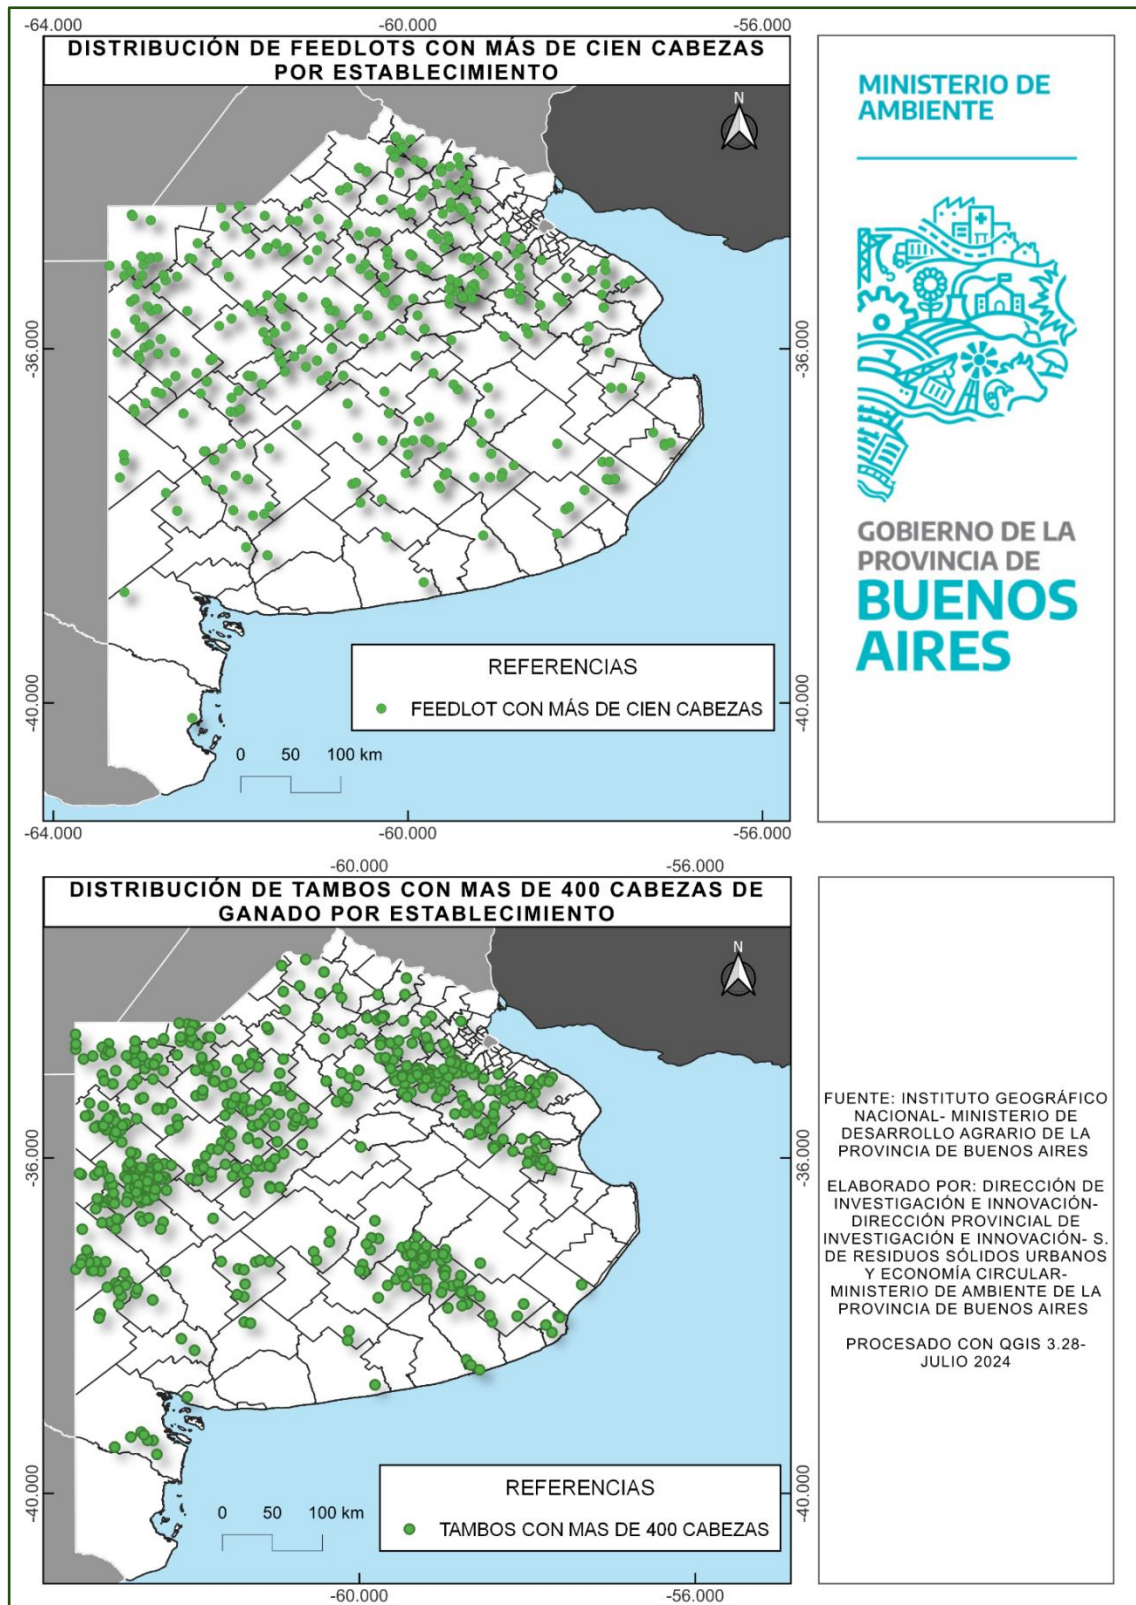 -64.000
-60.000
-56.000
DISTRIBUCIÓN DE FEEDLOTS CON MÁS DE CIEN CABEZAS
POR ESTABLECIMIENTO
N
-36.000
-36.000
REFERENCIAS
FEEDLOT CON MÁS DE CIEN CABEZAS
-40.000
-40.000
0 50 100 km
-64.000
-60.000
-56.000
MINISTERIO DE
AMBIENTE
GOBIERNO DE LA
PROVINCIA DE
BUENOS
AIRES
-60.000
-56.000
DISTRIBUCIÓN DE TAMBOS CON MAS DE 400 CABEZAS DE
GANADO POR ESTABLECIMIENTO
N
-36.000
-36.000
REFERENCIAS
TAMBOS CON MAS DE 400 CABEZAS
-40.000
-40.000
0 50 100 km
-60.000
-56.000
FUENTE: INSTITUTO GEOGRÁFICO
NACIONAL- MINISTERIO DE
DESARROLLO AGRARIO DE LA
PROVINCIA DE BUENOS AIRES
ELABORADO POR: DIRECCIÓN DE
INVESTIGACIÓN E INNOVACIÓN-
DIRECCIÓN PROVINCIAL DE
INVESTIGACIÓN E INNOVACIÓN- S.
DE RESIDUOS SÓLIDOS URBANOS
Y ECONOMÍA CIRCULAR-
MINISTERIO DE AMBIENTE DE LA
PROVINCIA DE BUENOS AIRES
PROCESADO CON QGIS 3.28-
JULIO 2024